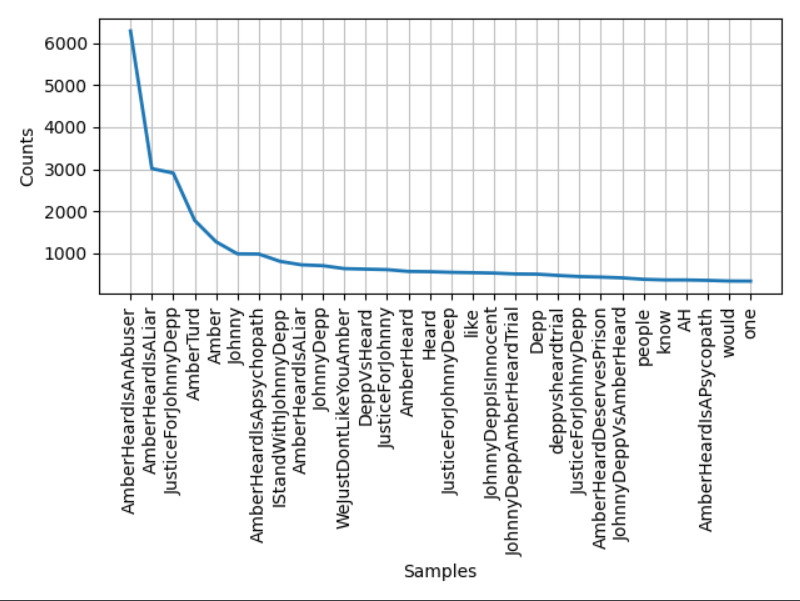 6000
5000
4000
3000
2000
1000
Counts
AmberHeardIsAnAbuser
AmberHeardIsALiar
JusticeForJohnnyDepp
AmberTurd
Amber
Johnny
AmberHeardIsApsychopath
IStandWithJohnnyDepp
AmberHeardIsALiar
JohnnyDepp
WeJustDontLikeYouAmber
DeppVsHeard
JusticeForJohnny
AmberHeard
Heard
JusticeForJohnnyDeep
like
JohnnyDeppIsInnocent
JohnnyDeppAmberHeardTrial
Depp
deppvsheardtrial
JusticeForJohhnyDepp
AmberHeardDeservesPrison
JohnnyDeppVsAmberHeard
people
know
AH
AmberHeardIsAPsycopath
would
one
Samples